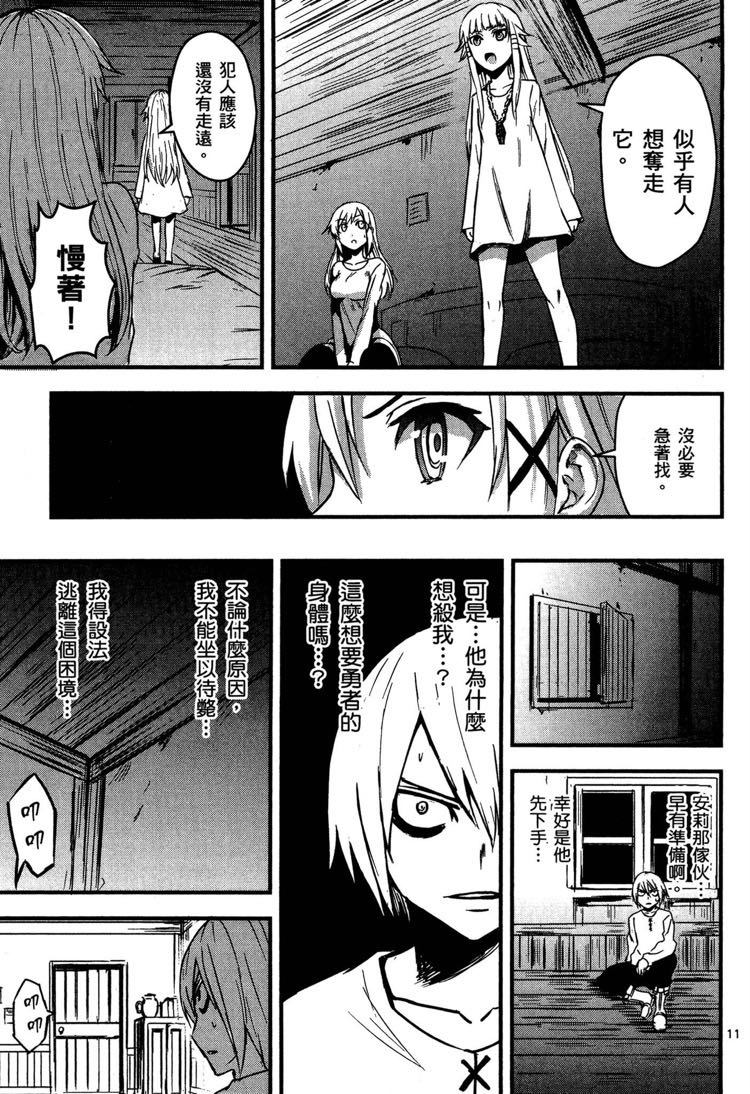 似乎有人
想奪走
它。
犯人應該
還沒有走遠。
慢著！
沒必要
急著找。
安莉那傢伙…
早有準備啊。
幸好是他
先下手…
可是…他為什麼
想殺我…？
這麼想要勇者的
身體嗎…？
不論什麼原因，
我不能坐以待斃…
我得設法
逃離這個困境…
叩
叩
叩
叩
11